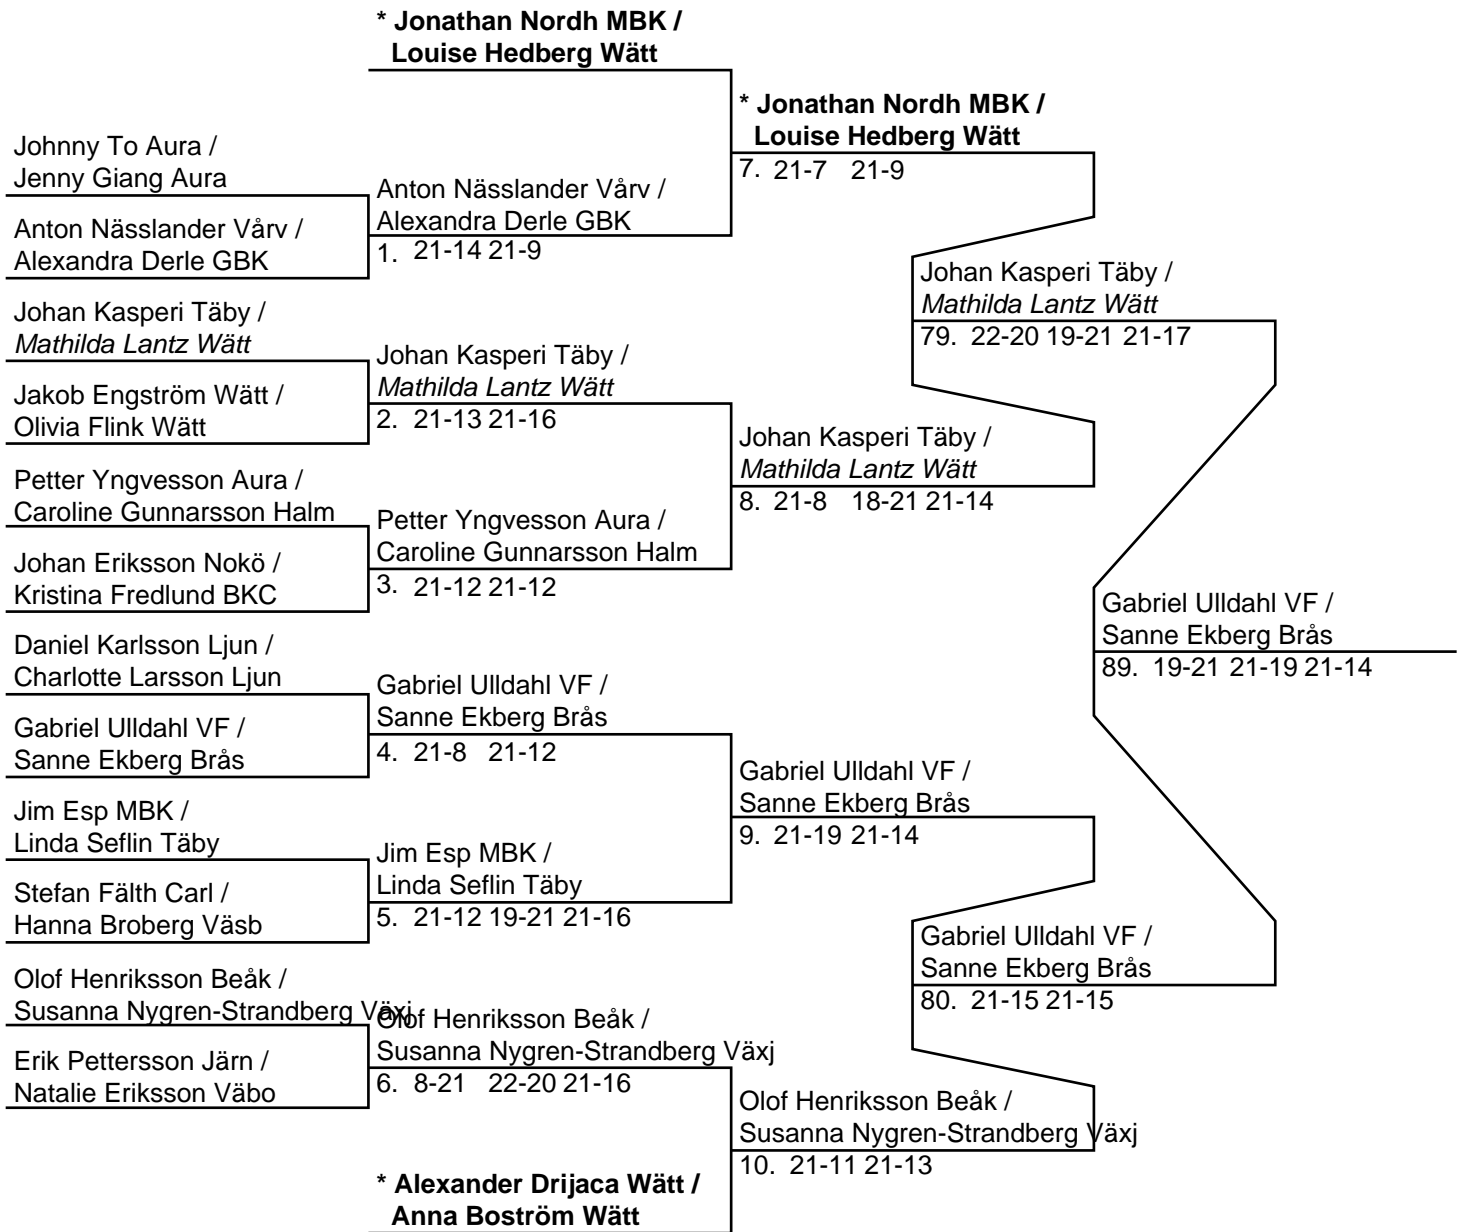 * Jonathan Nordh MBK /
Louise Hedberg Wätt
* Jonathan Nordh MBK /
Louise Hedberg Wätt
7. 21-7 21-9
Johnny To Aura /
Jenny Giang Aura
Anton Nässlander Vårv /
Alexandra Derle GBK
1. 21-14 21-9
Anton Nässlander Vårv /
Alexandra Derle GBK
Johan Kasperi Täby /
Mathilda Lantz Wätt
79. 22-20 19-21 21-17
Johan Kasperi Täby /
Mathilda Lantz Wätt
Johan Kasperi Täby /
Mathilda Lantz Wätt
2. 21-13 21-16
Jakob Engström Wätt /
Olivia Flink Wätt
Johan Kasperi Täby /
Mathilda Lantz Wätt
8. 21-8 18-21 21-14
Petter Yngvesson Aura /
Caroline Gunnarsson Halm
Petter Yngvesson Aura /
Caroline Gunnarsson Halm
3. 21-12 21-12
Johan Eriksson Nokö /
Kristina Fredlund BKC
Gabriel Ulldahl VF /
Sanne Ekberg Brås
89. 19-21 21-19 21-14
Daniel Karlsson Ljun /
Charlotte Larsson Ljun
Gabriel Ulldahl VF /
Sanne Ekberg Brås
4. 21-8 21-12
Gabriel Ulldahl VF /
Sanne Ekberg Brås
Gabriel Ulldahl VF /
Sanne Ekberg Brås
9. 21-19 21-14
Jim Esp MBK /
Linda Seflin Täby
Jim Esp MBK /
Linda Seflin Täby
5. 21-12 19-21 21-16
Stefan Fälth Carl /
Hanna Broberg Väsb
Gabriel Ulldahl VF /
Sanne Ekberg Brås
80. 21-15 21-15
Olof Henriksson Beåk /
Susanna Nygren-Strandberg Växj
Olof Henriksson Beåk /
Susanna Nygren-Strandberg Växj
6. 8-21 22-20 21-16
Erik Pettersson Järn /
Natalie Eriksson Väbo
Olof Henriksson Beåk /
Susanna Nygren-Strandberg Växj
10. 21-11 21-13
* Alexander Drijaca Wätt /
Anna Boström Wätt